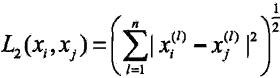 $L_2(x_i, x_j) = \left( \sum_{l=1}^{n} | x_i^{(l)} - x_j^{(l)} |^2 \right)^{\frac{1}{2}}$